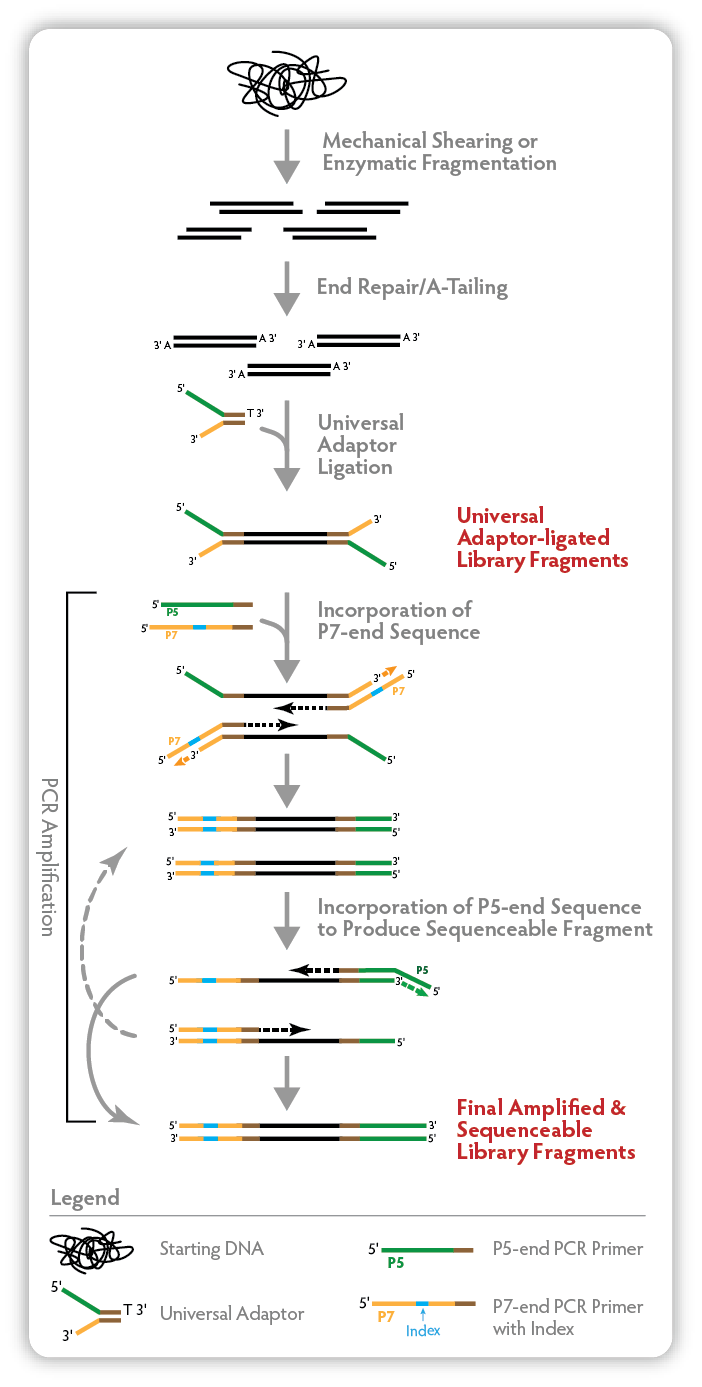 Mechanical Shearing or
Enzymatic Fragmentation
End Repair/A-Tailing
3' A
A 3'
3' A
A 3'
3' A
A 3'
5'
T 3'
3'
Universal
Adaptor
Ligation
5'
3'
3'
5'
Universal
Adaptor-ligated
Library Fragments
5'
P5
5'
P7
Incorporation of
P7-end Sequence
5'
3'
5'
P7
P7
5'
3'
5'
PCR Amplification
5'
3'
3'
5'
5'
3'
3'
5'
Incorporation of P5-end Sequence
to Produce Sequenceable Fragment
P5
5'
3'
5'
5'
3'
5'
5'
3'
3'
5'
Final Amplified &
Sequenceable
Library Fragments
Legend
Starting DNA
5'
P5
P5-end PCR Primer
5'
T 3'
3'
Universal Adaptor
5'
P7
Index
P7-end PCR Primer
with Index